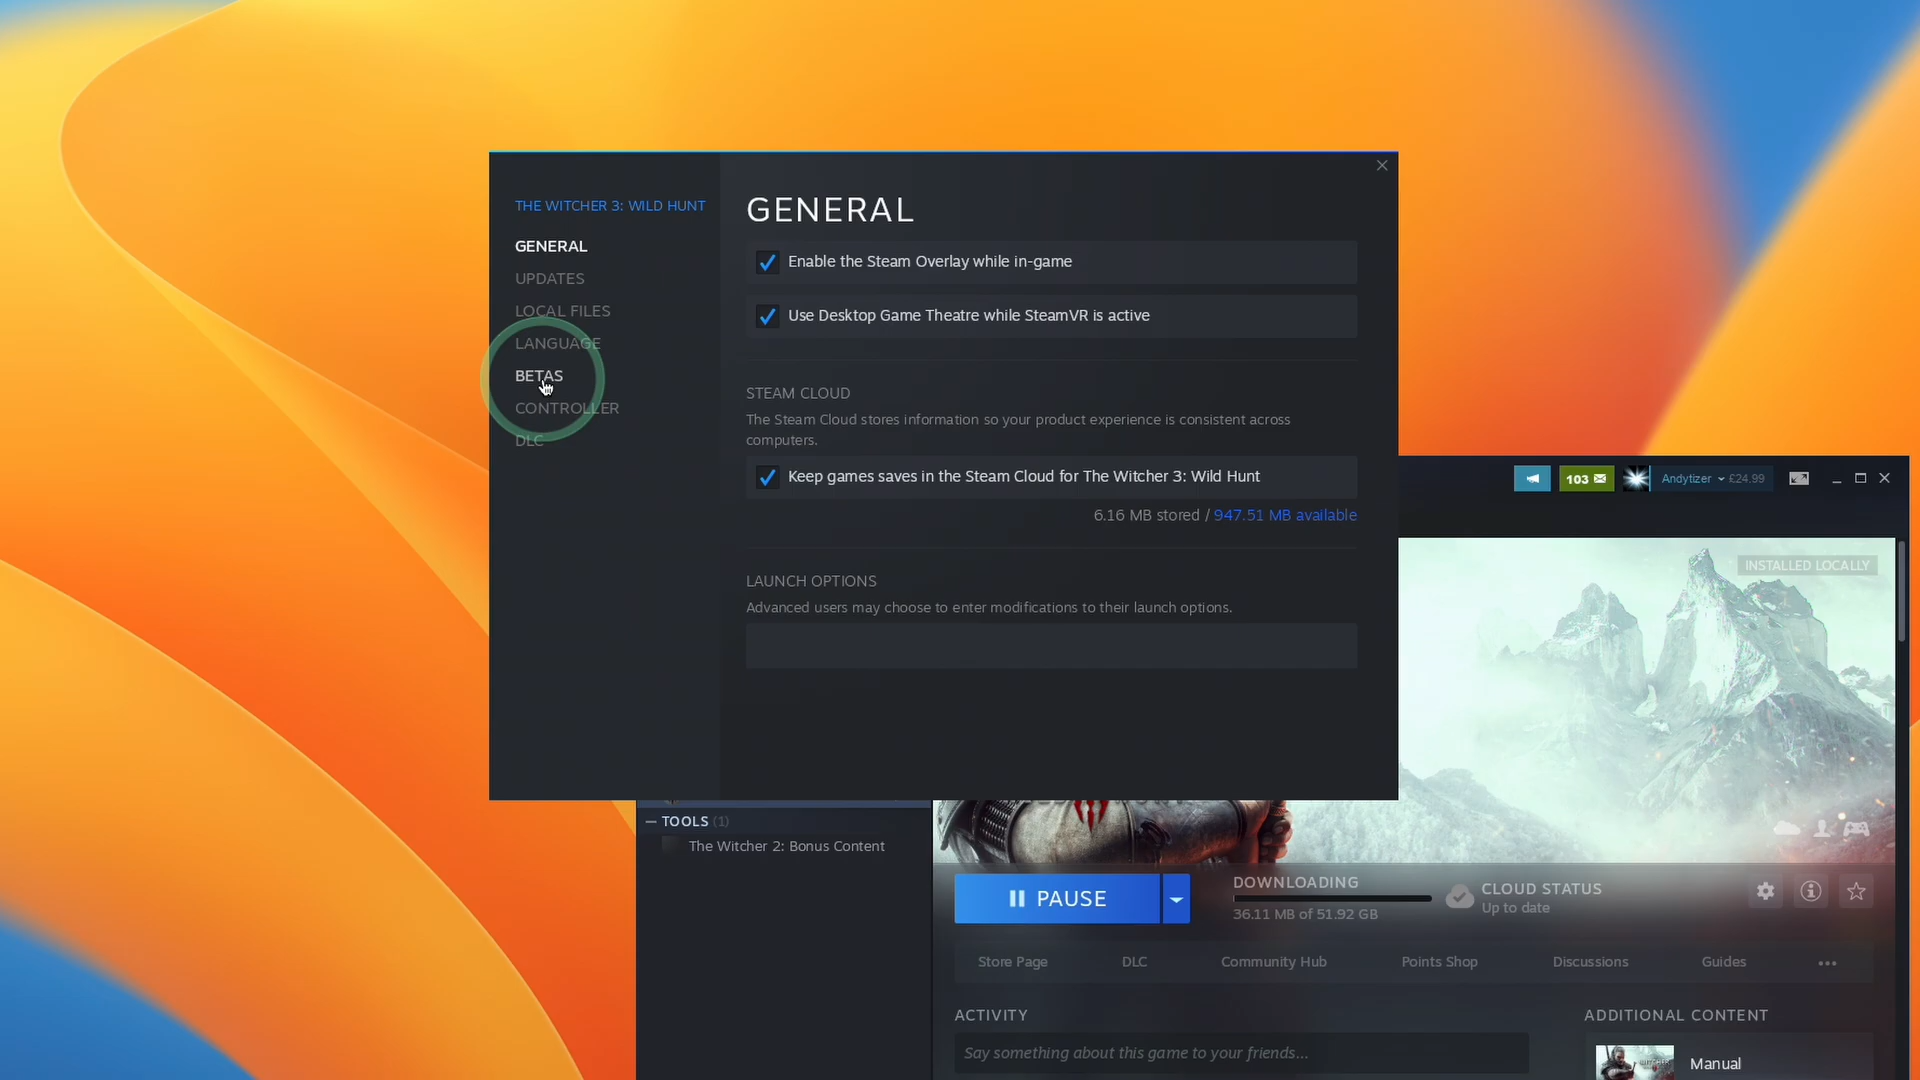 THE WITCHER 3: WILD HUNT
GENERAL
UPDATES
LOCAL FILES
LANGUAGE
BETAS
CONTROLLER
DLC
GENERAL
Enable the Steam Overlay while in-game
Use Desktop Game Theatre while SteamVR is active
STEAM CLOUD
The Steam Cloud stores information so your product experience is consistent across
computers.
Keep games saves in the Steam Cloud for The Witcher 3: Wild Hunt
6.16 MB stored / 947.51 MB available
LAUNCH OPTIONS
Advanced users may choose to enter modifications to their launch options.
103
Andytizer £24.99
INSTALLED LOCALLY
TOOLS (1)
The Witcher 2: Bonus Content
PAUSE
DOWNLOADING
36.11 MB of 51.92 GB
CLOUD STATUS
Up to date
Store Page DLC Community Hub Points Shop Discussions Guides
ACTIVITY
Say something about this game to your friends...
ADDITIONAL CONTENT
Manual